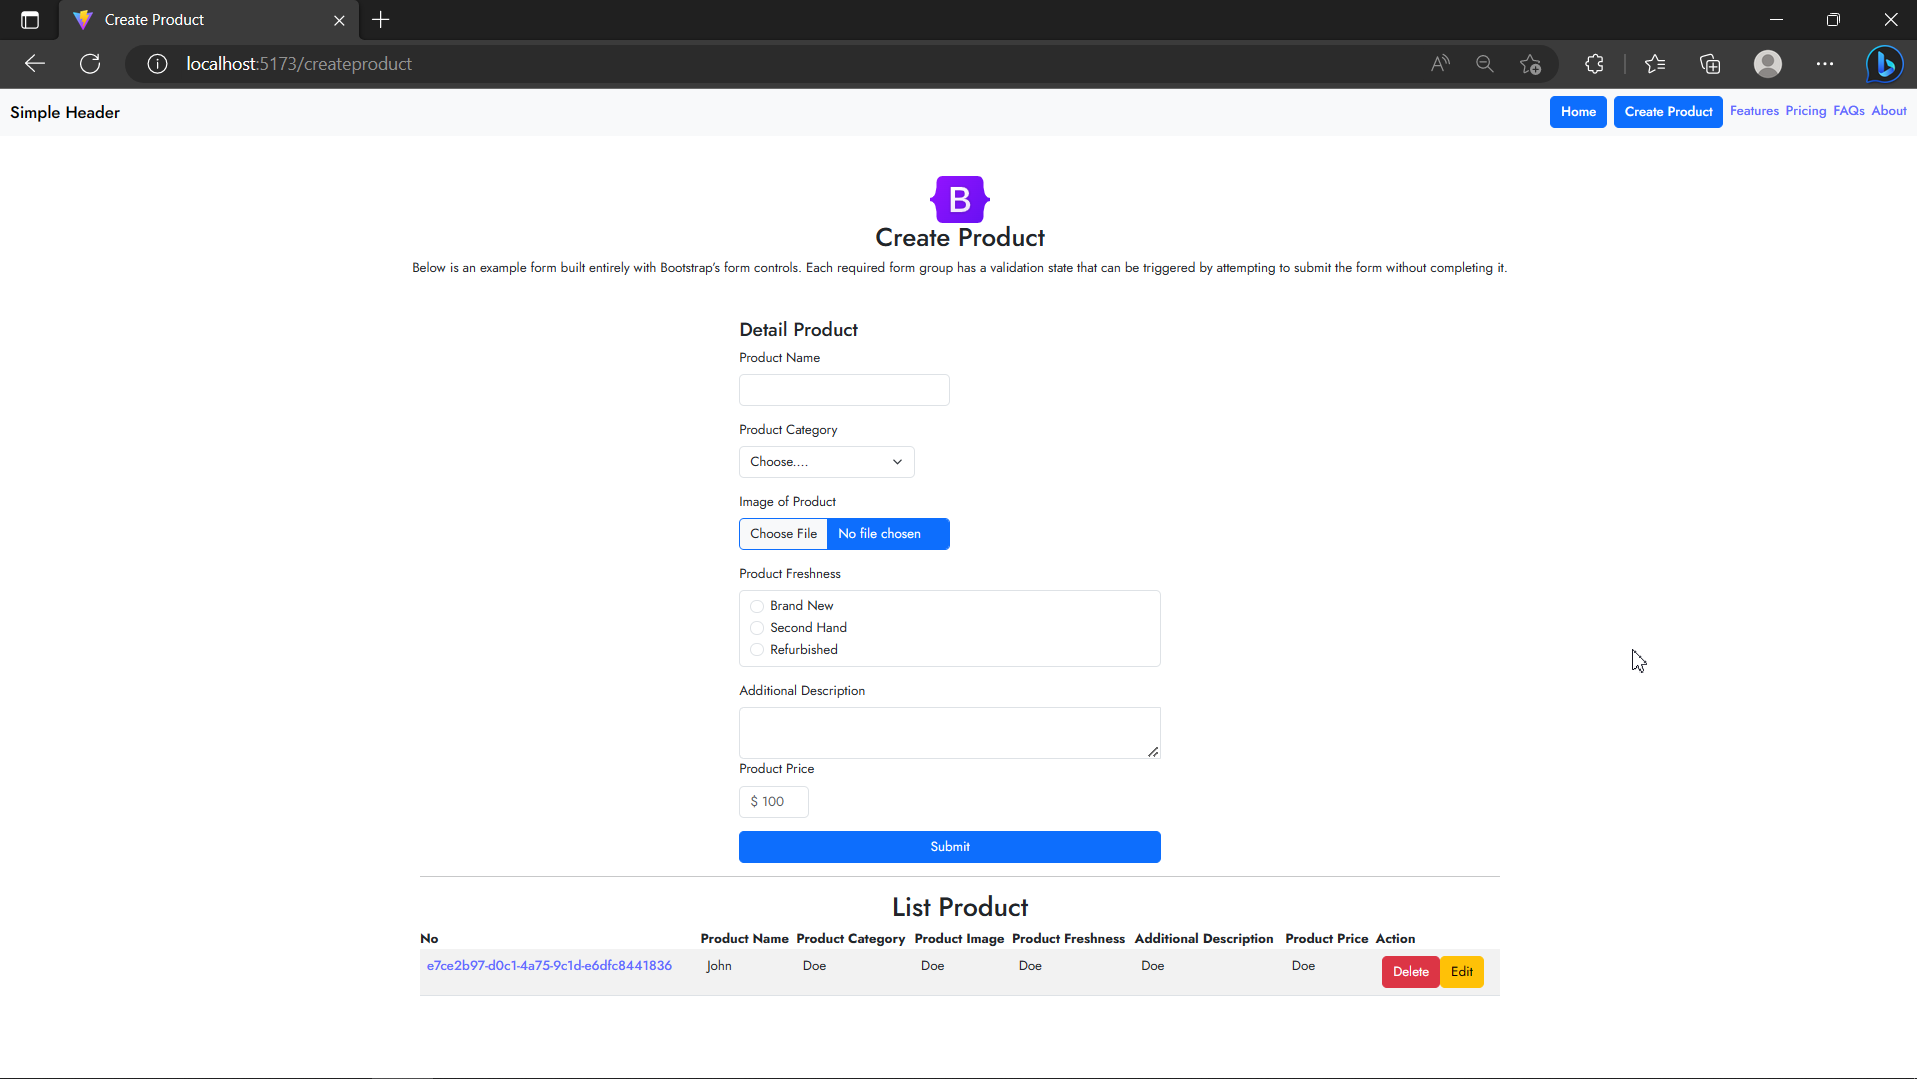 Create Product
localhost:5173/createproduct
Simple Header
Home Create Product Features Pricing FAQs About
B
Create Product
Below is an example form built entirely with Bootstrap's form controls. Each required form group has a validation state that can be triggered by attempting to submit the form without completing it.
Detail Product
Product Name
Product Category
Choose....
Image of Product
Choose File No file chosen
Product Freshness
Brand New
Second Hand
Refurbished
Additional Description
Product Price
$ 100
Submit
List Product
No Product Name Product Category Product Image Product Freshness Additional Description Product Price Action
e7ce2b97-d0c1-4a75-9c1d-e6dfc8441836 John Doe Doe Doe Doe Doe Delete Edit